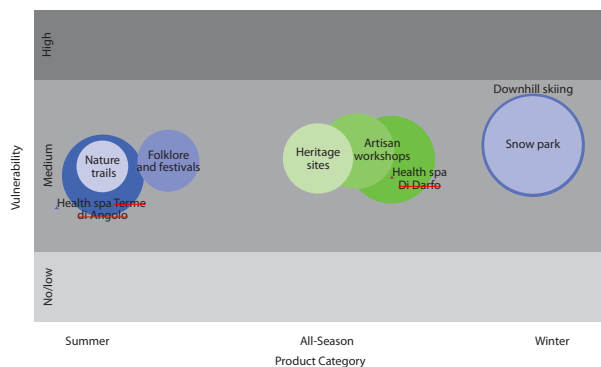 High
Downhill skiing
Medium
Vulnerability
Nature
trails
Folklore
and festivals
Health spa Terme
di Angolo
Heritage
sites
Artisan
workshops
Health spa
Di Darfo
Snow park
No/low
Summer
All-Season
Winter
Product Category